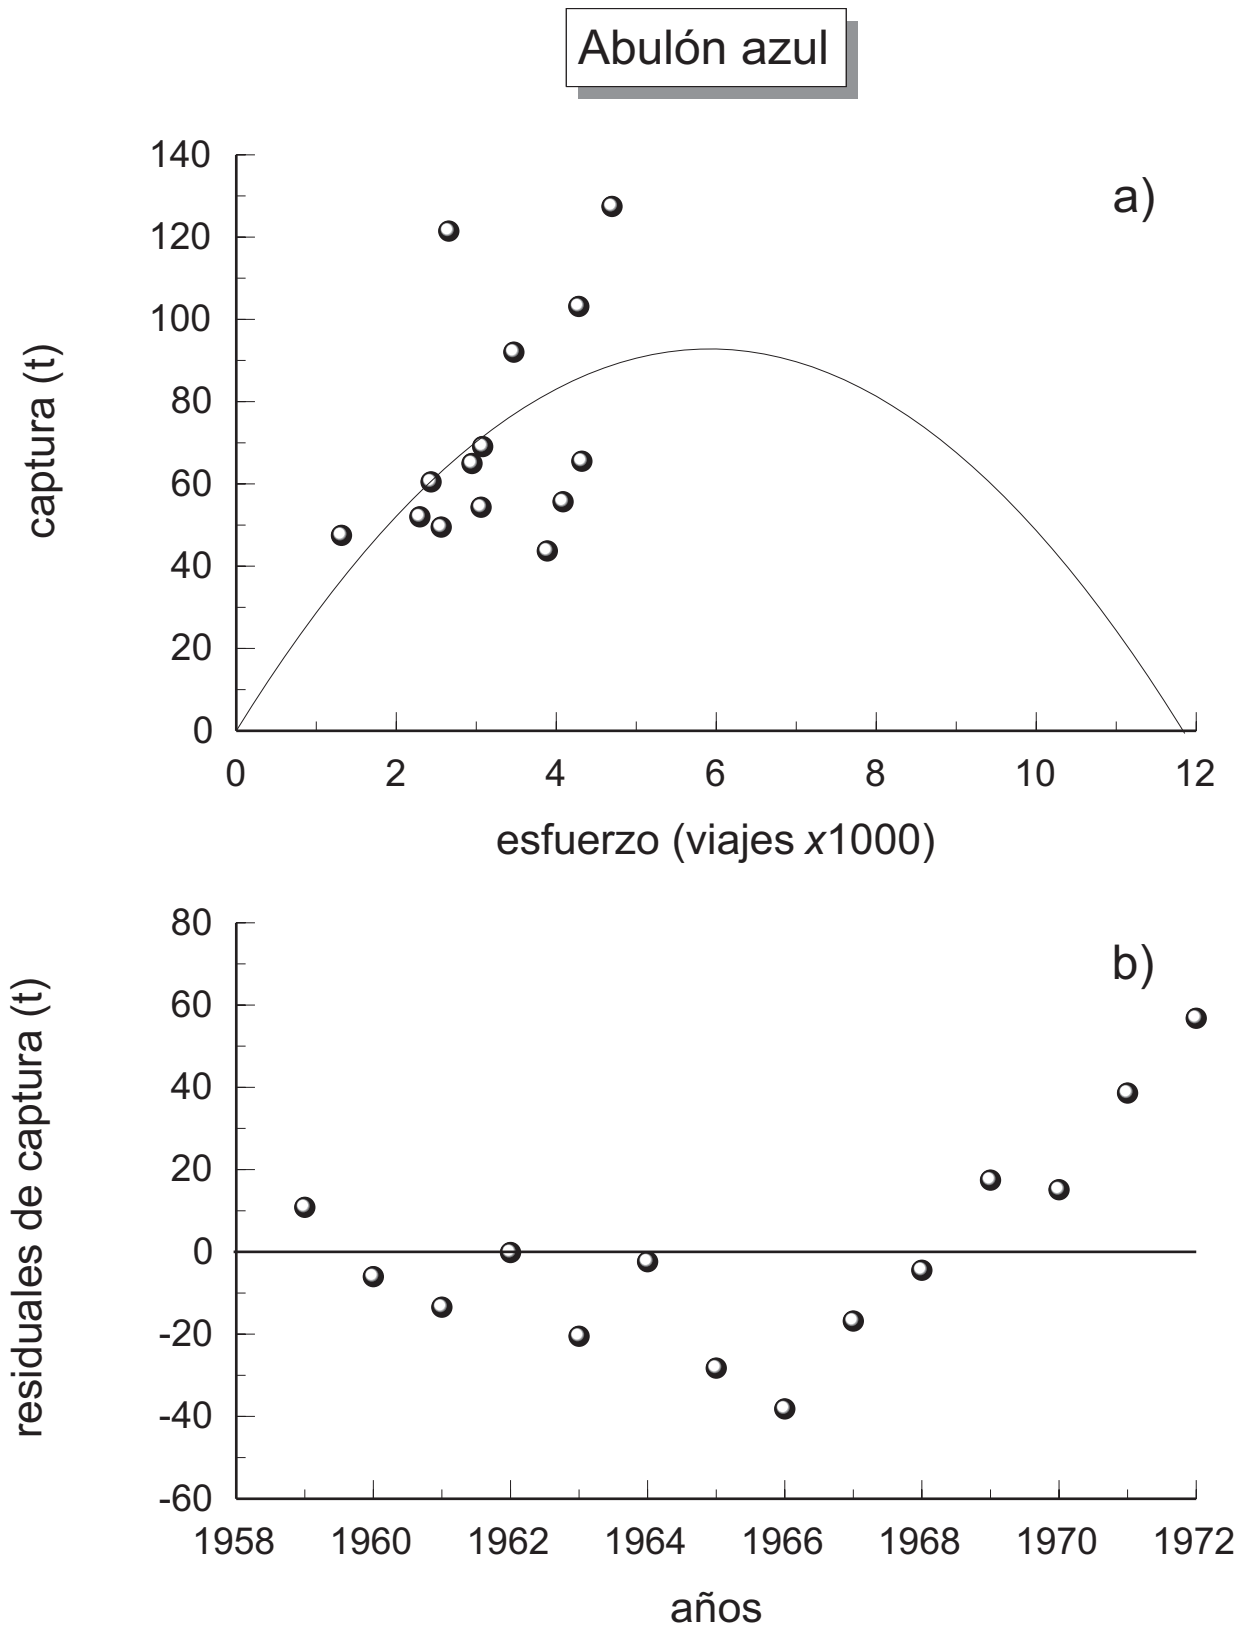 Abulón azul
a)
captura (t)
140
120
100
80
60
40
20
0
0 2 4 6 8 10 12
esfuerzo (viajes x1000)
b)
residuales de captura (t)
80
60
40
20
0
-20
-40
-60
1958 1960 1962 1964 1966 1968 1970 1972
años